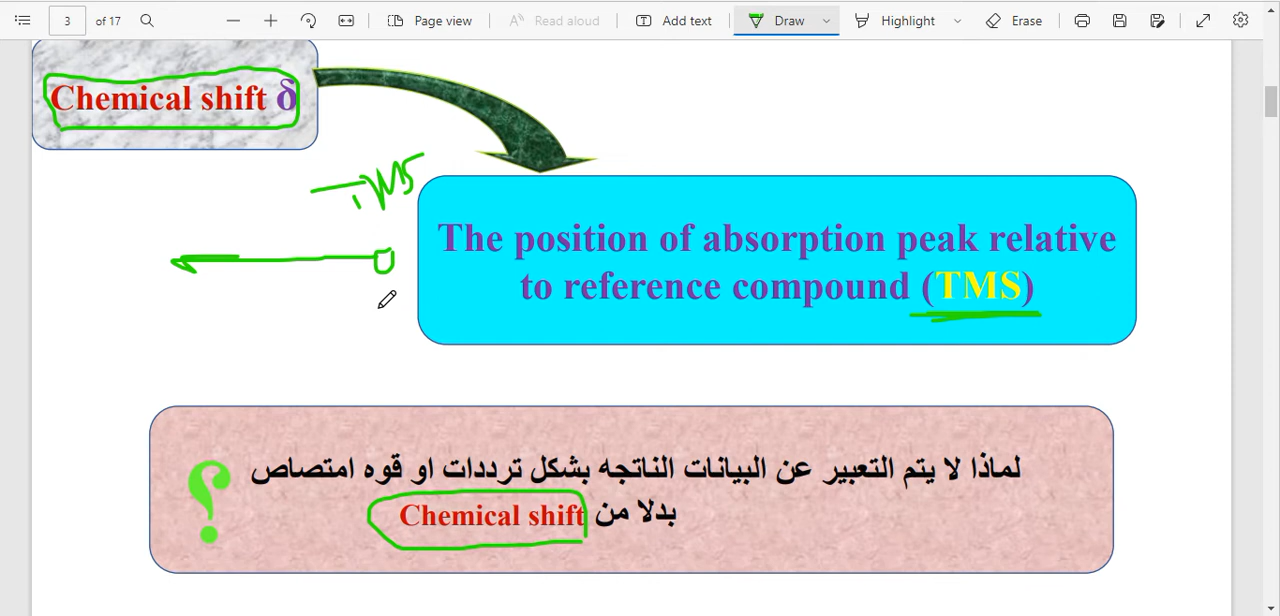 3 of 17 Page view Read aloud Add text Draw Highlight Erase
Chemical shift δ
TMS
The position of absorption peak relative
to reference compound (TMS)
لماذا لا يتم التعبير عن البيانات الناتجه بشكل ترددات او قوه امتصاص
بدلا من Chemical shift
؟